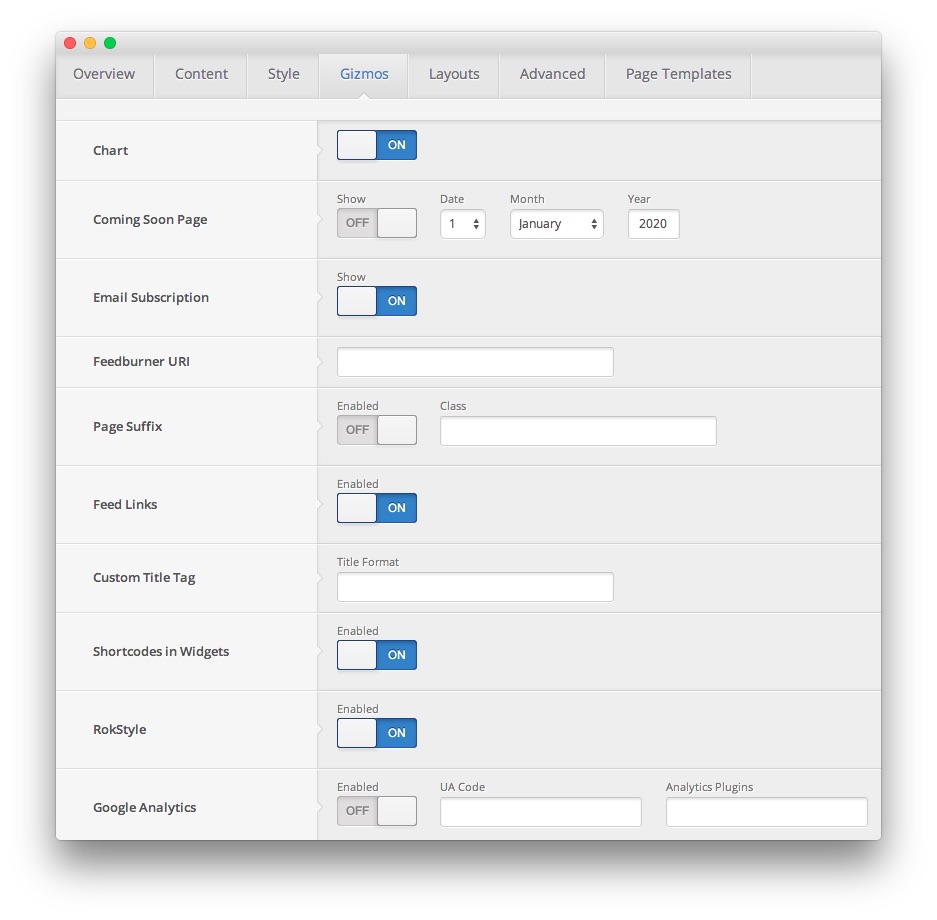 Overview Content Style Gizmos Layouts Advanced Page Templates
Chart ON
Show Date Month Year
Coming Soon Page OFF 1 January 2020
Show
Email Subscription ON
Feedburner URI
Enabled Class
Page Suffix OFF
Enabled
Feed Links ON
Title Format
Custom Title Tag
Enabled
Shortcodes in Widgets ON
Enabled
RokStyle ON
Enabled UA Code Analytics Plugins
Google Analytics OFF